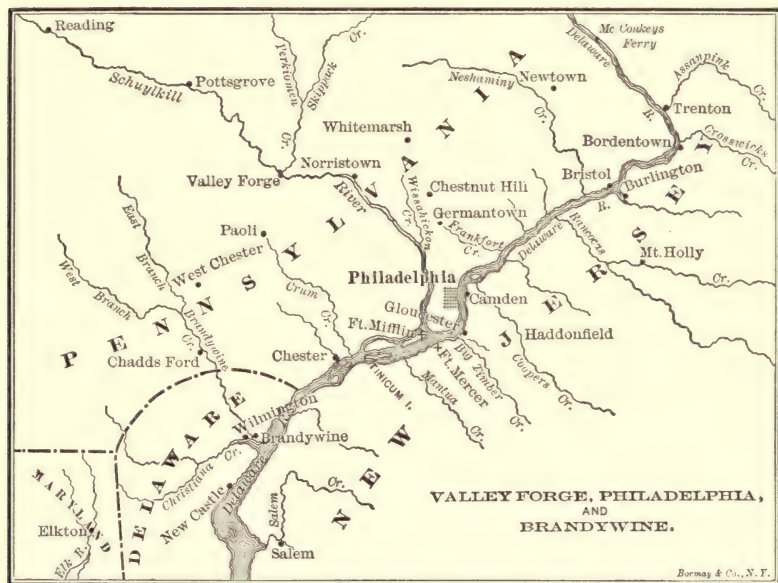 Reading
Pottsgrove
Schuylkill
River
Perkiomen
Cr.
Skippack
Cr.
Valley Forge
Norristown
Whitemarsh
Wissahickon
Cr.
Chestnut Hill
Germantown
Frankfort
Cr.
Neshaminy
Cr.
Newtown
Mc Conkeys
Ferry
Delaware
R.
Assanpink
Cr.
Trenton
Bordentown
Crosswicks
Cr.
Bristol
Burlington
Delaware
R.
Rancocus
Cr.
Mt. Holly
Paoli
West Chester
East
Branch
West
Branch
Brandywine
Cr.
Chadds Ford
Crum
Cr.
Chester
Philadelphia
Camden
Gloucester
Ft. Mifflin
Ft. Mercer
TINICUM I.
Mantua
Cr.
Big Timber
Cr.
Haddonfield
Coopers
Cr.
PENNSYLVANIA
NEW JERSEY
DELAWARE
MARYLAND
Wilmington
Brandywine
Christiana Cr.
New Castle
Delaware
Salem
Cr.
Salem
Elkton
Elk R.
VALLEY FORGE, PHILADELPHIA,
AND
BRANDYWINE.
Bormay & Co., N.Y.